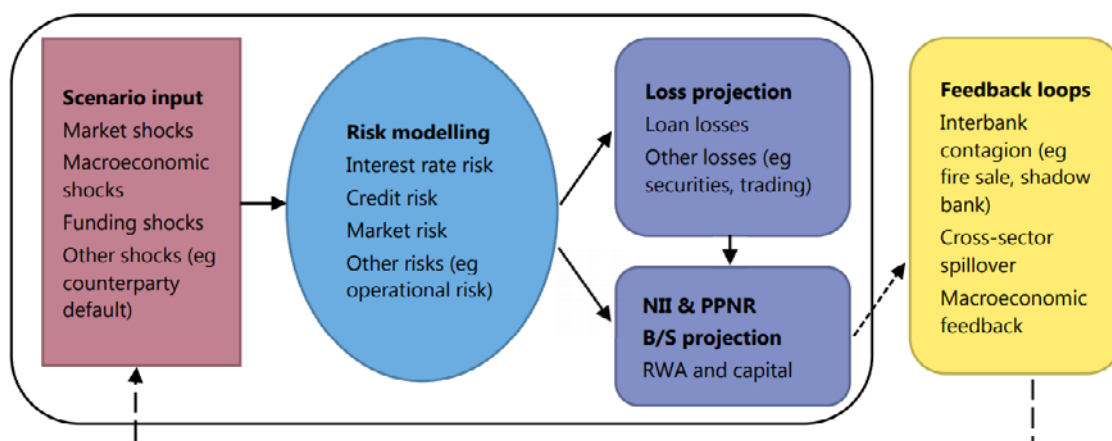 Scenario input
Market shocks
Macroeconomic
shocks
Funding shocks
Other shocks (eg
counterparty
default)
Risk modelling
Interest rate risk
Credit risk
Market risk
Other risks (eg
operational risk)
Loss projection
Loan losses
Other losses (eg
securities, trading)
NII & PPNR
B/S projection
RWA and capital
Feedback loops
Interbank
contagion (eg
fire sale, shadow
bank)
Cross-sector
spillover
Macroeconomic
feedback